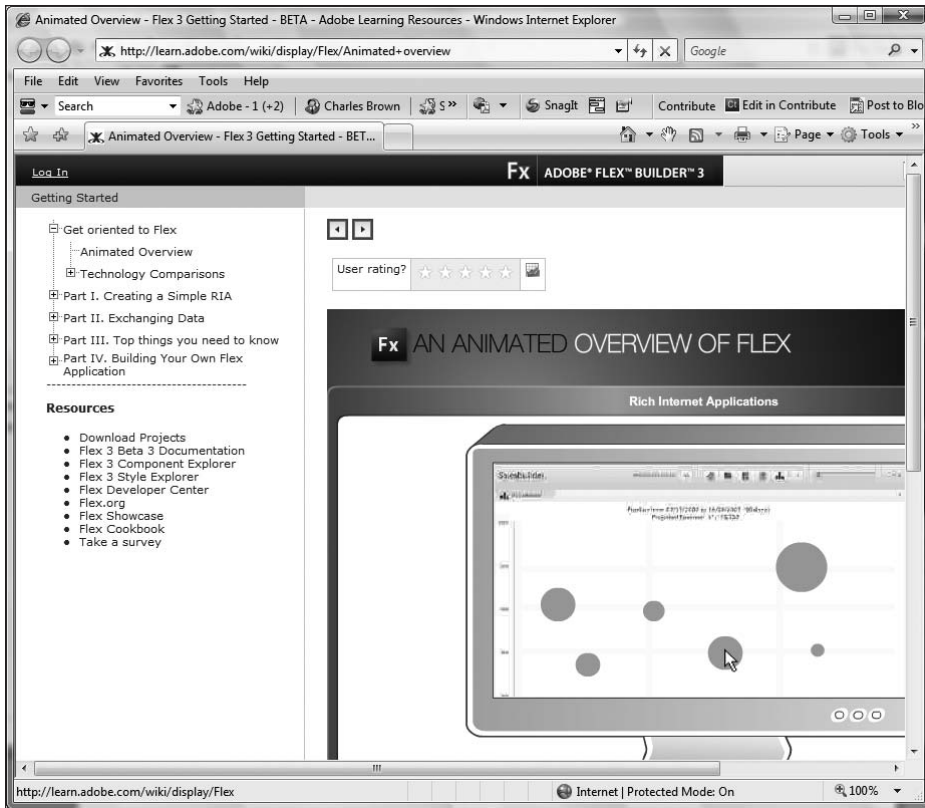 Animated Overview - Flex 3 Getting Started - BETA - Adobe Learning Resources - Windows Internet Explorer
http://learn.adobe.com/wiki/display/Flex/Animated+overview
Google
File Edit View Favorites Tools Help
Search Adobe - 1 (+2) Charles Brown S » SnagIt Contribute Edit in Contribute Post to Blo
Animated Overview - Flex 3 Getting Started - BET... Page Tools »
Log In
Fx ADOBE® FLEX™ BUILDER™ 3
Getting Started
Get oriented to Flex
Animated Overview
Technology Comparisons
Part I. Creating a Simple RIA
Part II. Exchanging Data
Part III. Top things you need to know
Part IV. Building Your Own Flex
Application
Resources
Download Projects
Flex 3 Beta 3 Documentation
Flex 3 Component Explorer
Flex 3 Style Explorer
Flex Developer Center
Flex.org
Flex Showcase
Flex Cookbook
Take a survey
User rating?
Fx AN ANIMATED OVERVIEW OF FLEX
Rich Internet Applications
http://learn.adobe.com/wiki/display/Flex
Internet | Protected Mode: On
100%